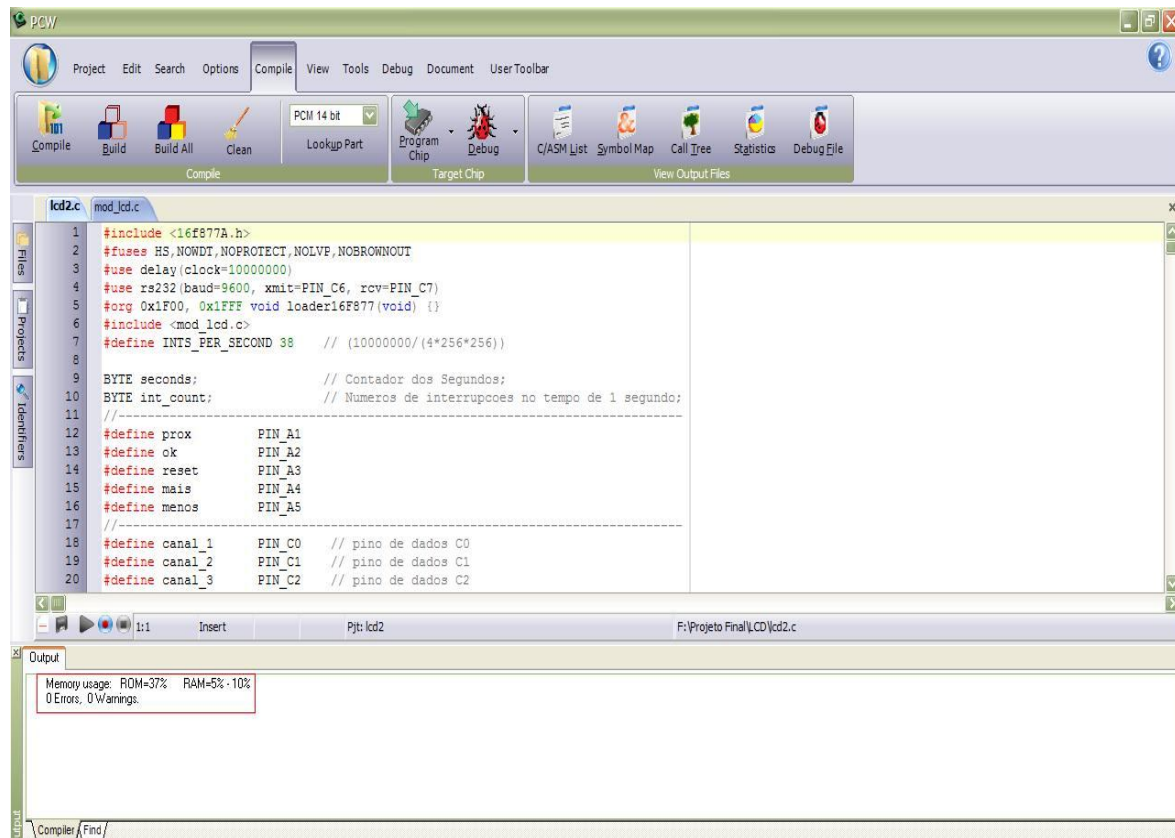 PCW
Project Edit Search Options Compile View Tools Debug Document User Toolbar
PCM 14 bit
Compile Build Build All Clean Lookup Part Program Chip Debug C/ASM List Symbol Map Call Tree Statistics Debug File
Compile Target Chip View Output Files
lcd2.c mod_lcd.c
Files
Projects
Identifiers
1 #include <16f877A.h>
2 #fuses HS,NOWDT,NOPROTECT,NOLVP,NOBROWNOUT
3 #use delay(clock=10000000)
4 #use rs232(baud=9600, xmit=PIN_C6, rcv=PIN_C7)
5 #org 0x1F00, 0x1FFF void loader16F877(void) {}
6 #include <mod_lcd.c>
7 #define INTS_PER_SECOND 38 // (10000000/(4*256*256))
8
9 BYTE seconds; // Contador dos Segundos;
10 BYTE int_count; // Numeros de interrupcoes no tempo de 1 segundo;
11 //-----------------------------------------------------------------------------
12 #define prox PIN_A1
13 #define ok PIN_A2
14 #define reset PIN_A3
15 #define mais PIN_A4
16 #define menos PIN_A5
17 //-----------------------------------------------------------------------------
18 #define canal_1 PIN_C0 // pino de dados C0
19 #define canal_2 PIN_C1 // pino de dados C1
20 #define canal_3 PIN_C2 // pino de dados C2
1:1 Insert Pjt: lcd2 F:\Projeto Final\LCD\lcd2.c
Output
Memory usage: ROM=37% RAM=5% - 10%
0 Errors, 0 Warnings.
Compiler Find